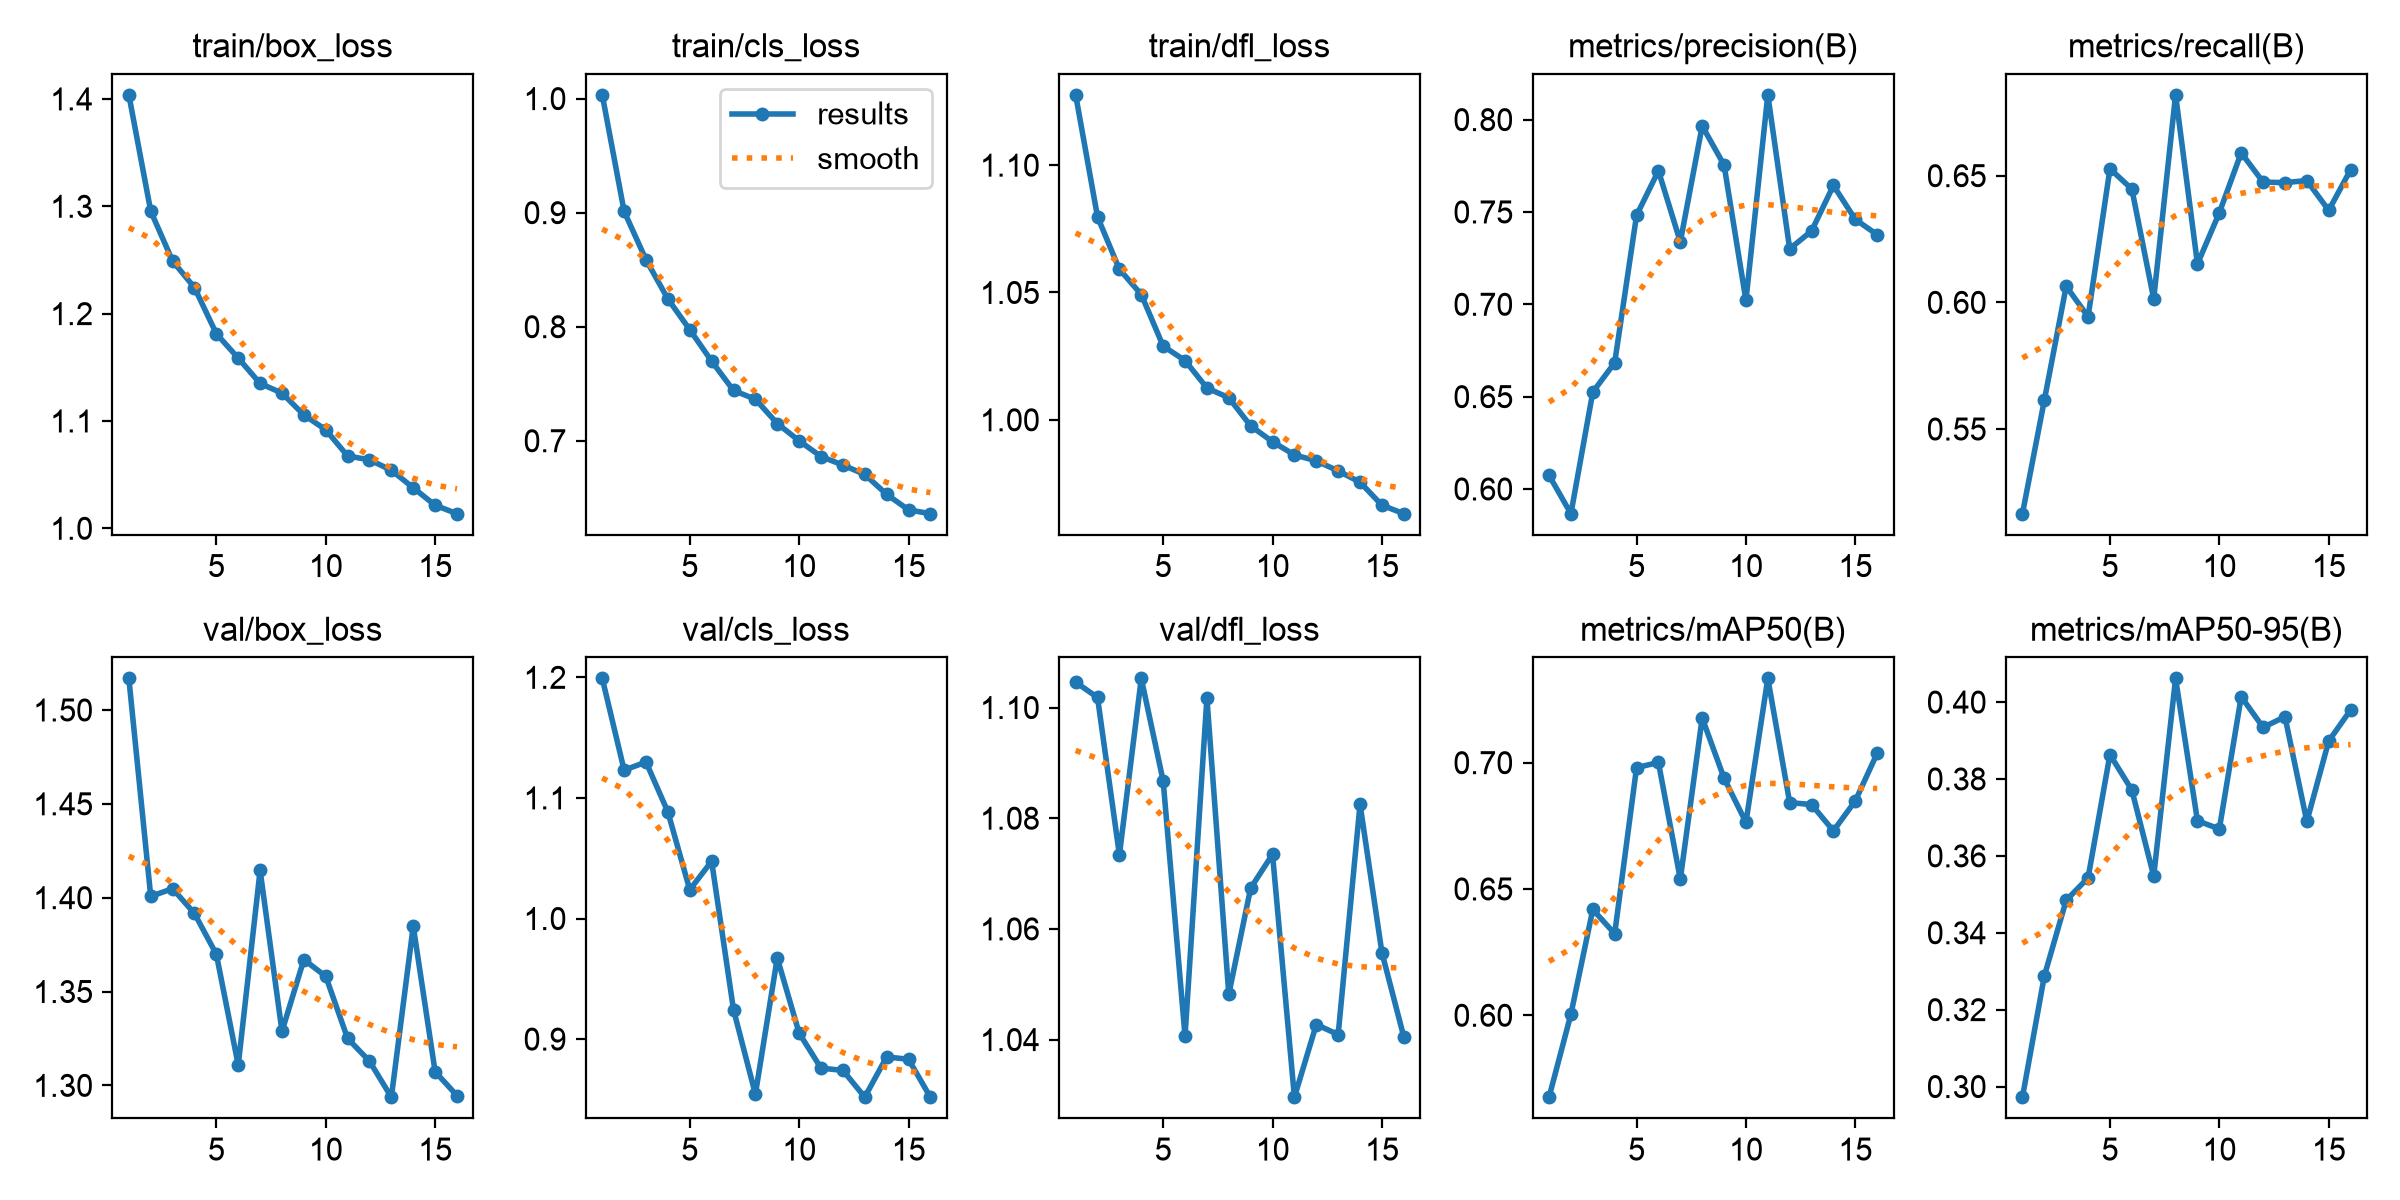 train/box_loss
train/cls_loss
train/dfl_loss
metrics/precision(B)
metrics/recall(B)
1.4
1.3
1.2
1.1
1.0
5 10 15
1.0
0.9
0.8
0.7
results
smooth
5 10 15
1.10
1.05
1.00
5 10 15
0.80
0.75
0.70
0.65
0.60
5 10 15
0.65
0.60
0.55
5 10 15
val/box_loss
val/cls_loss
val/dfl_loss
metrics/mAP50(B)
metrics/mAP50-95(B)
1.50
1.45
1.40
1.35
1.30
5 10 15
1.2
1.1
1.0
0.9
5 10 15
1.10
1.08
1.06
1.04
5 10 15
0.70
0.65
0.60
5 10 15
0.40
0.38
0.36
0.34
0.32
0.30
5 10 15